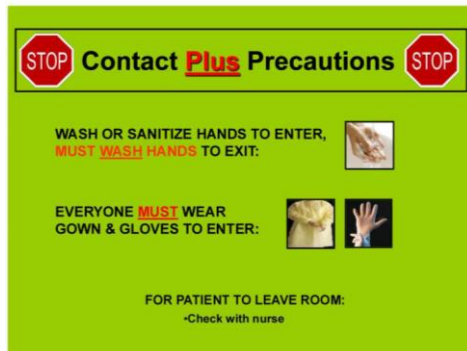 STOP Contact Plus Precautions STOP
WASH OR SANITIZE HANDS TO ENTER,
MUST WASH HANDS TO EXIT:
EVERYONE MUST WEAR
GOWN & GLOVES TO ENTER:
FOR PATIENT TO LEAVE ROOM:
•Check with nurse